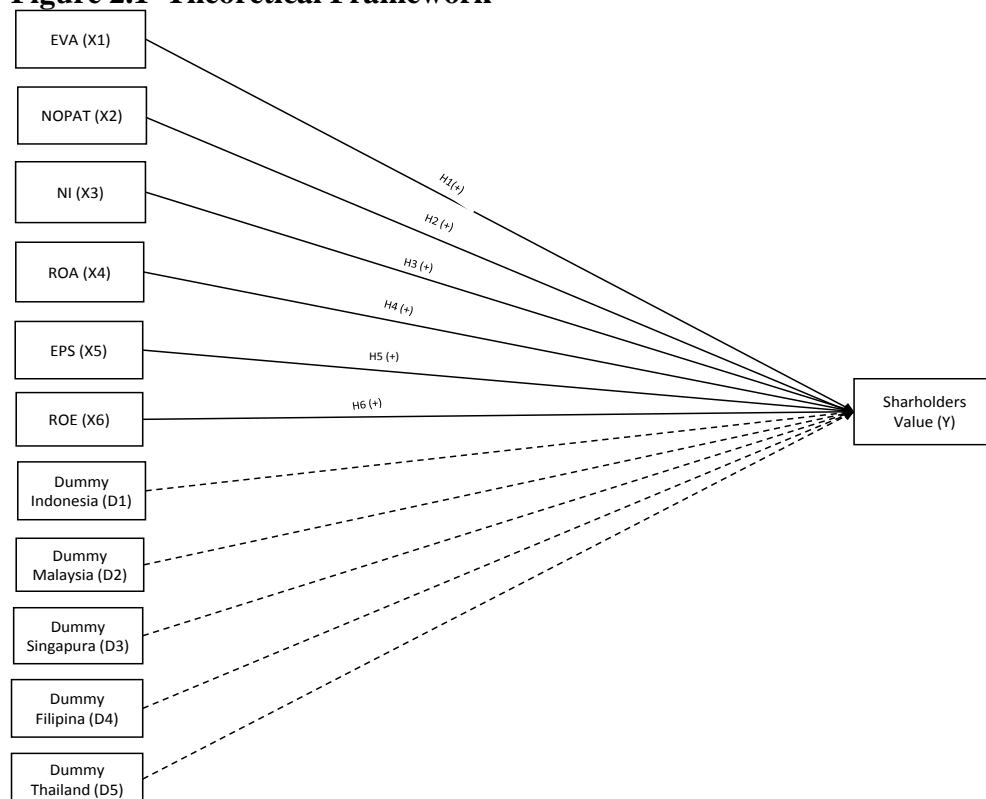 Figure 2.1 Theoretical Framework
EVA (X1)
NOPAT (X2)
NI (X3)
ROA (X4)
EPS (X5)
ROE (X6)
Dummy
Indonesia (D1)
Dummy
Malaysia (D2)
Dummy
Singapura (D3)
Dummy
Filipina (D4)
Dummy
Thailand (D5)
H1(+)
H2 (+)
H3 (+)
H4 (+)
H5 (+)
H6 (+)
Sharholders
Value (Y)